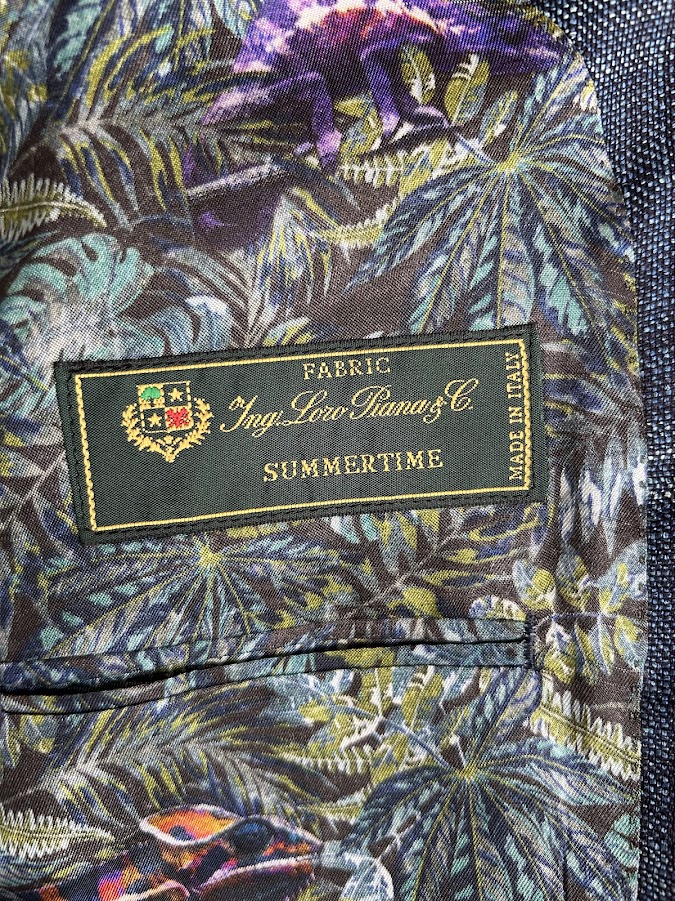 FABRIC
Ing. Loro Piana & C.
SUMMERTIME
MADE IN ITALY